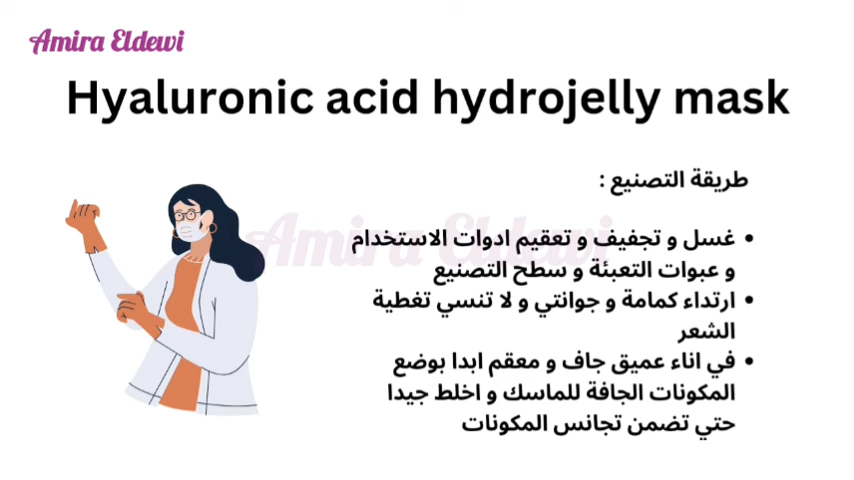 Amira Eldewi
Hyaluronic acid hydrojelly mask
طريقة التصنيع :
• غسل و تجفيف و تعقيم ادوات الاستخدام
و عبوات التعبئة و سطح التصنيع
• ارتداء كمامة و جوانتي و لا تنسي تغطية
الشعر
• في اناء عميق جاف و معقم ابدا بوضع
المكونات الجافة للماسك و اخلط جيدا
حتي تضمن تجانس المكونات
Amira Eldewi